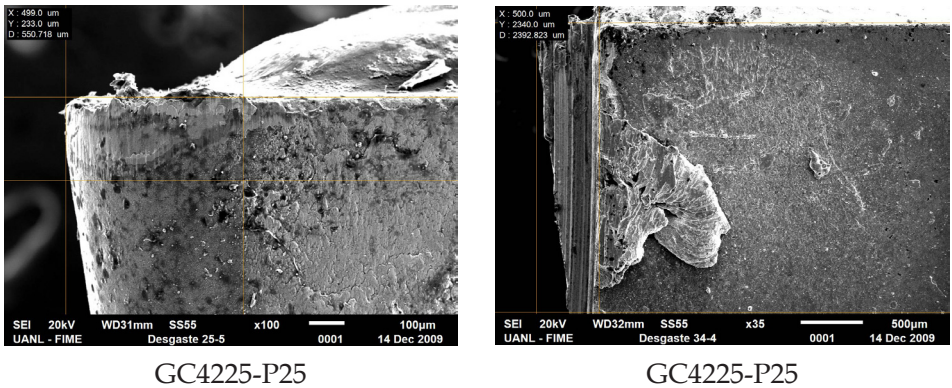 X : 499.0 um
Y : 233.0 um
D : 550.718 um
SEI 20kV WD31mm SS55 x100 100µm
UANL - FIME Desgaste 25-5 0001 14 Dec 2009
GC4225-P25
X : 500.0 um
Y : 2340.0 um
D : 2392.823 um
SEI 20kV WD32mm SS55 x35 500µm
UANL - FIME Desgaste 34-4 0001 14 Dec 2009
GC4225-P25